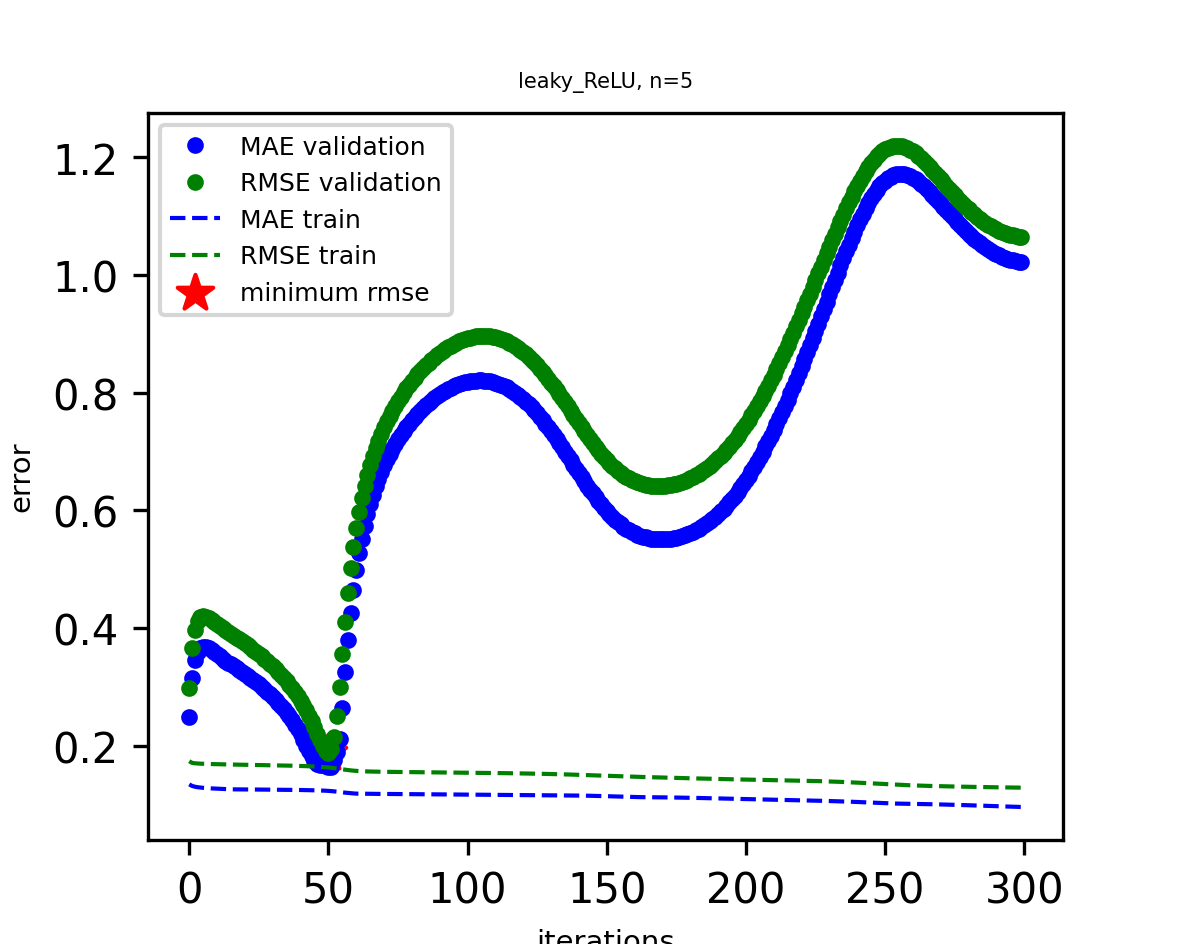 leaky_ReLU, n=5
MAE validation
RMSE validation
MAE train
RMSE train
minimum rmse
error
1.2
1.0
0.8
0.6
0.4
0.2
0 50 100 150 200 250 300
iterations